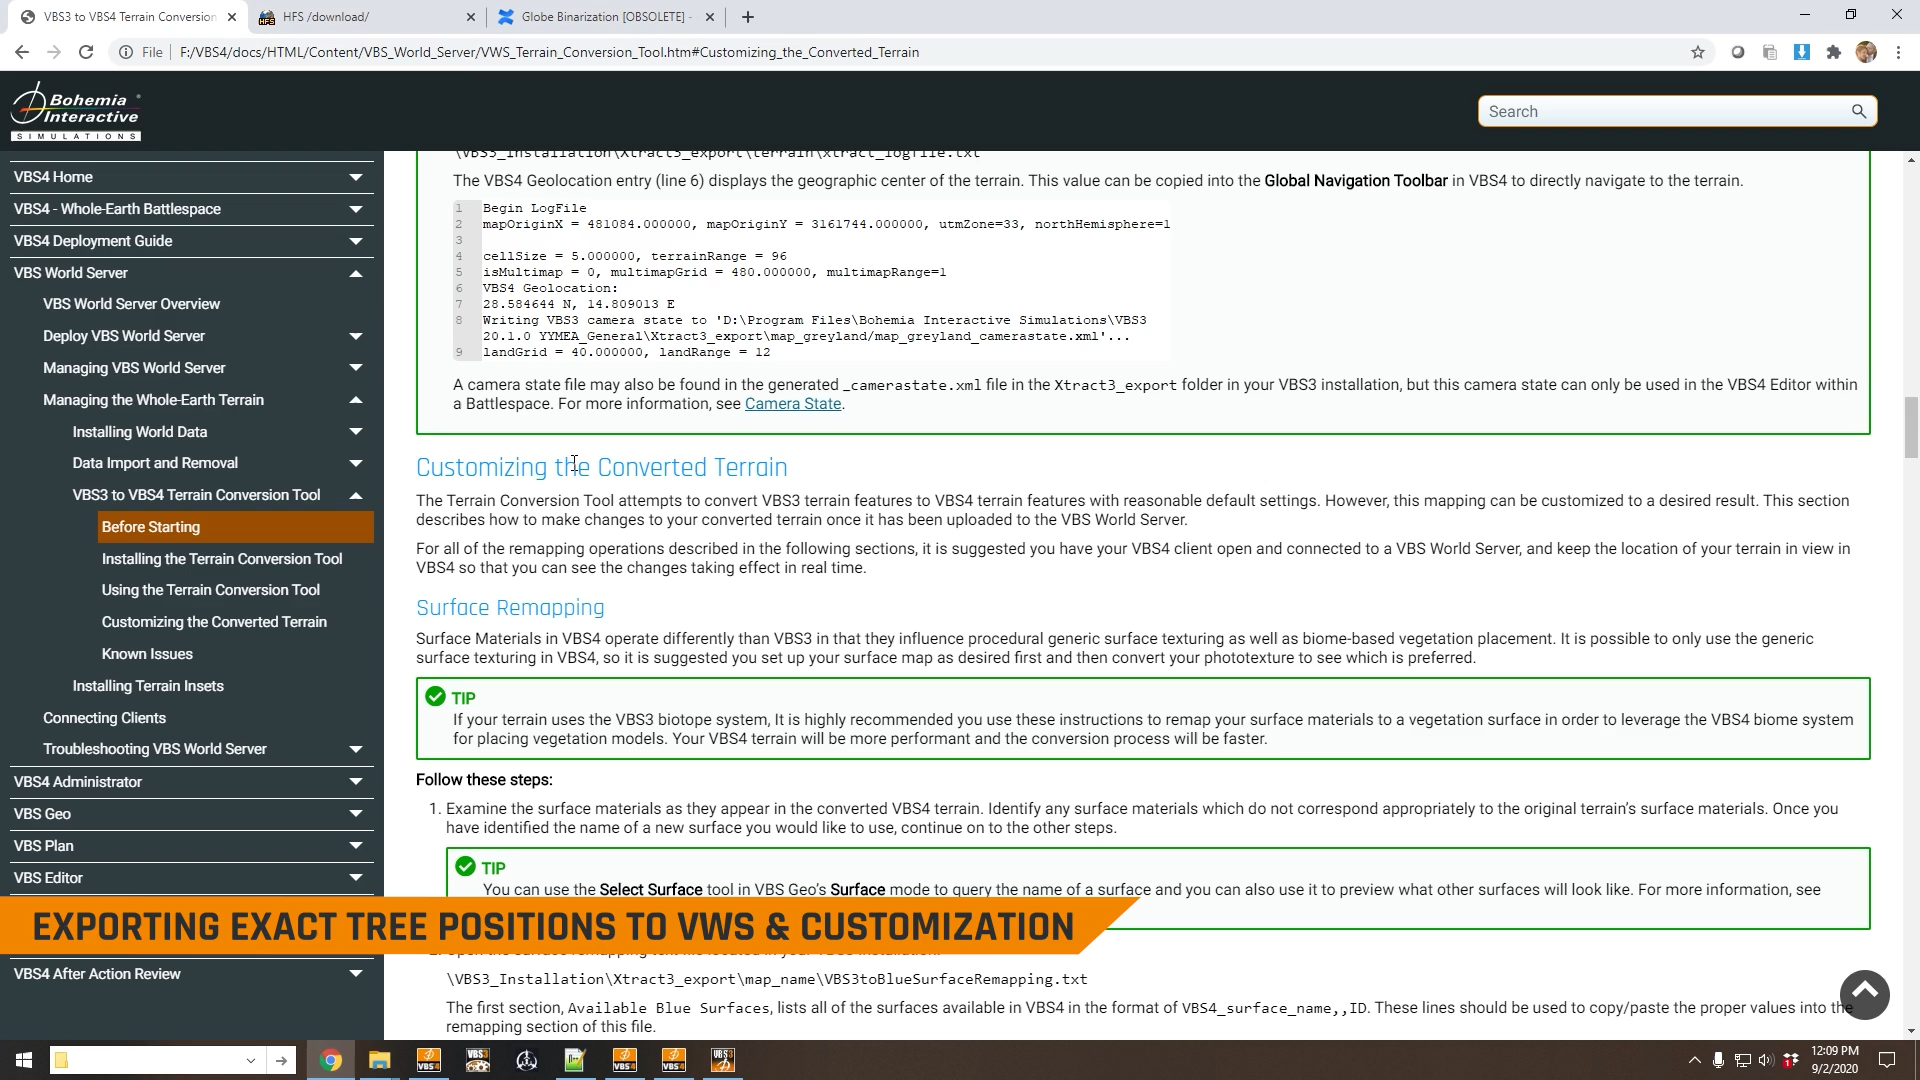 VBS3 to VBS4 Terrain Conversion
HFS /download/
Globe Binarization [OBSOLETE] -
File
F:/VBS4/docs/HTML/Content/VBS_World_Server/VWS_Terrain_Conversion_Tool.htm#Customizing_the_Converted_Terrain
Bohemia
Interactive
SIMULATIONS
Search
VBS4 Home
VBS4 - Whole-Earth Battlespace
VBS4 Deployment Guide
VBS World Server
VBS World Server Overview
Deploy VBS World Server
Managing VBS World Server
Managing the Whole-Earth Terrain
Installing World Data
Data Import and Removal
VBS3 to VBS4 Terrain Conversion Tool
Before Starting
Installing the Terrain Conversion Tool
Using the Terrain Conversion Tool
Customizing the Converted Terrain
Known Issues
Installing Terrain Insets
Connecting Clients
Troubleshooting VBS World Server
VBS4 Administrator
VBS Geo
VBS Plan
VBS Editor
VBS4 After Action Review
\VBS3_Installation\Xtract3_export\terrain\xtract_logfile.txt
The VBS4 Geolocation entry (line 6) displays the geographic center of the terrain. This value can be copied into the Global Navigation Toolbar in VBS4 to directly navigate to the terrain.
1 Begin LogFile
2 mapOriginX = 481084.000000, mapOriginY = 3161744.000000, utmZone=33, northHemisphere=1
3
4 cellSize = 5.000000, terrainRange = 96
5 isMultimap = 0, multimapGrid = 480.000000, multimapRange=1
6 VBS4 Geolocation:
7 28.584644 N, 14.809013 E
8 Writing VBS3 camera state to 'D:\Program Files\Bohemia Interactive Simulations\VBS3
20.1.0 YYMEA_General\Xtract3_export\map_greyland/map_greyland_camerastate.xml'...
9 landGrid = 40.000000, landRange = 12
A camera state file may also be found in the generated _camerastate.xml file in the Xtract3_export folder in your VBS3 installation, but this camera state can only be used in the VBS4 Editor within
a Battlespace. For more information, see Camera State.
Customizing the Converted Terrain
The Terrain Conversion Tool attempts to convert VBS3 terrain features to VBS4 terrain features with reasonable default settings. However, this mapping can be customized to a desired result. This section
describes how to make changes to your converted terrain once it has been uploaded to the VBS World Server.
For all of the remapping operations described in the following sections, it is suggested you have your VBS4 client open and connected to a VBS World Server, and keep the location of your terrain in view in
VBS4 so that you can see the changes taking effect in real time.
Surface Remapping
Surface Materials in VBS4 operate differently than VBS3 in that they influence procedural generic surface texturing as well as biome-based vegetation placement. It is possible to only use the generic
surface texturing in VBS4, so it is suggested you set up your surface map as desired first and then convert your phototexture to see which is preferred.
TIP
If your terrain uses the VBS3 biotope system, It is highly recommended you use these instructions to remap your surface materials to a vegetation surface in order to leverage the VBS4 biome system
for placing vegetation models. Your VBS4 terrain will be more performant and the conversion process will be faster.
Follow these steps:
1. Examine the surface materials as they appear in the converted VBS4 terrain. Identify any surface materials which do not correspond appropriately to the original terrain's surface materials. Once you
have identified the name of a new surface you would like to use, continue on to the other steps.
TIP
You can use the Select Surface tool in VBS Geo's Surface mode to query the name of a surface and you can also use it to preview what other surfaces will look like. For more information, see
EXPORTING EXACT TREE POSITIONS TO VWS & CUSTOMIZATION
\VBS3_Installation\Xtract3_export\map_name\VBS3toBlueSurfaceRemapping.txt
The first section, Available Blue Surfaces, lists all of the surfaces available in VBS4 in the format of VBS4_surface_name,,ID. These lines should be used to copy/paste the proper values into the
remapping section of this file.
12:09 PM
9/2/2020